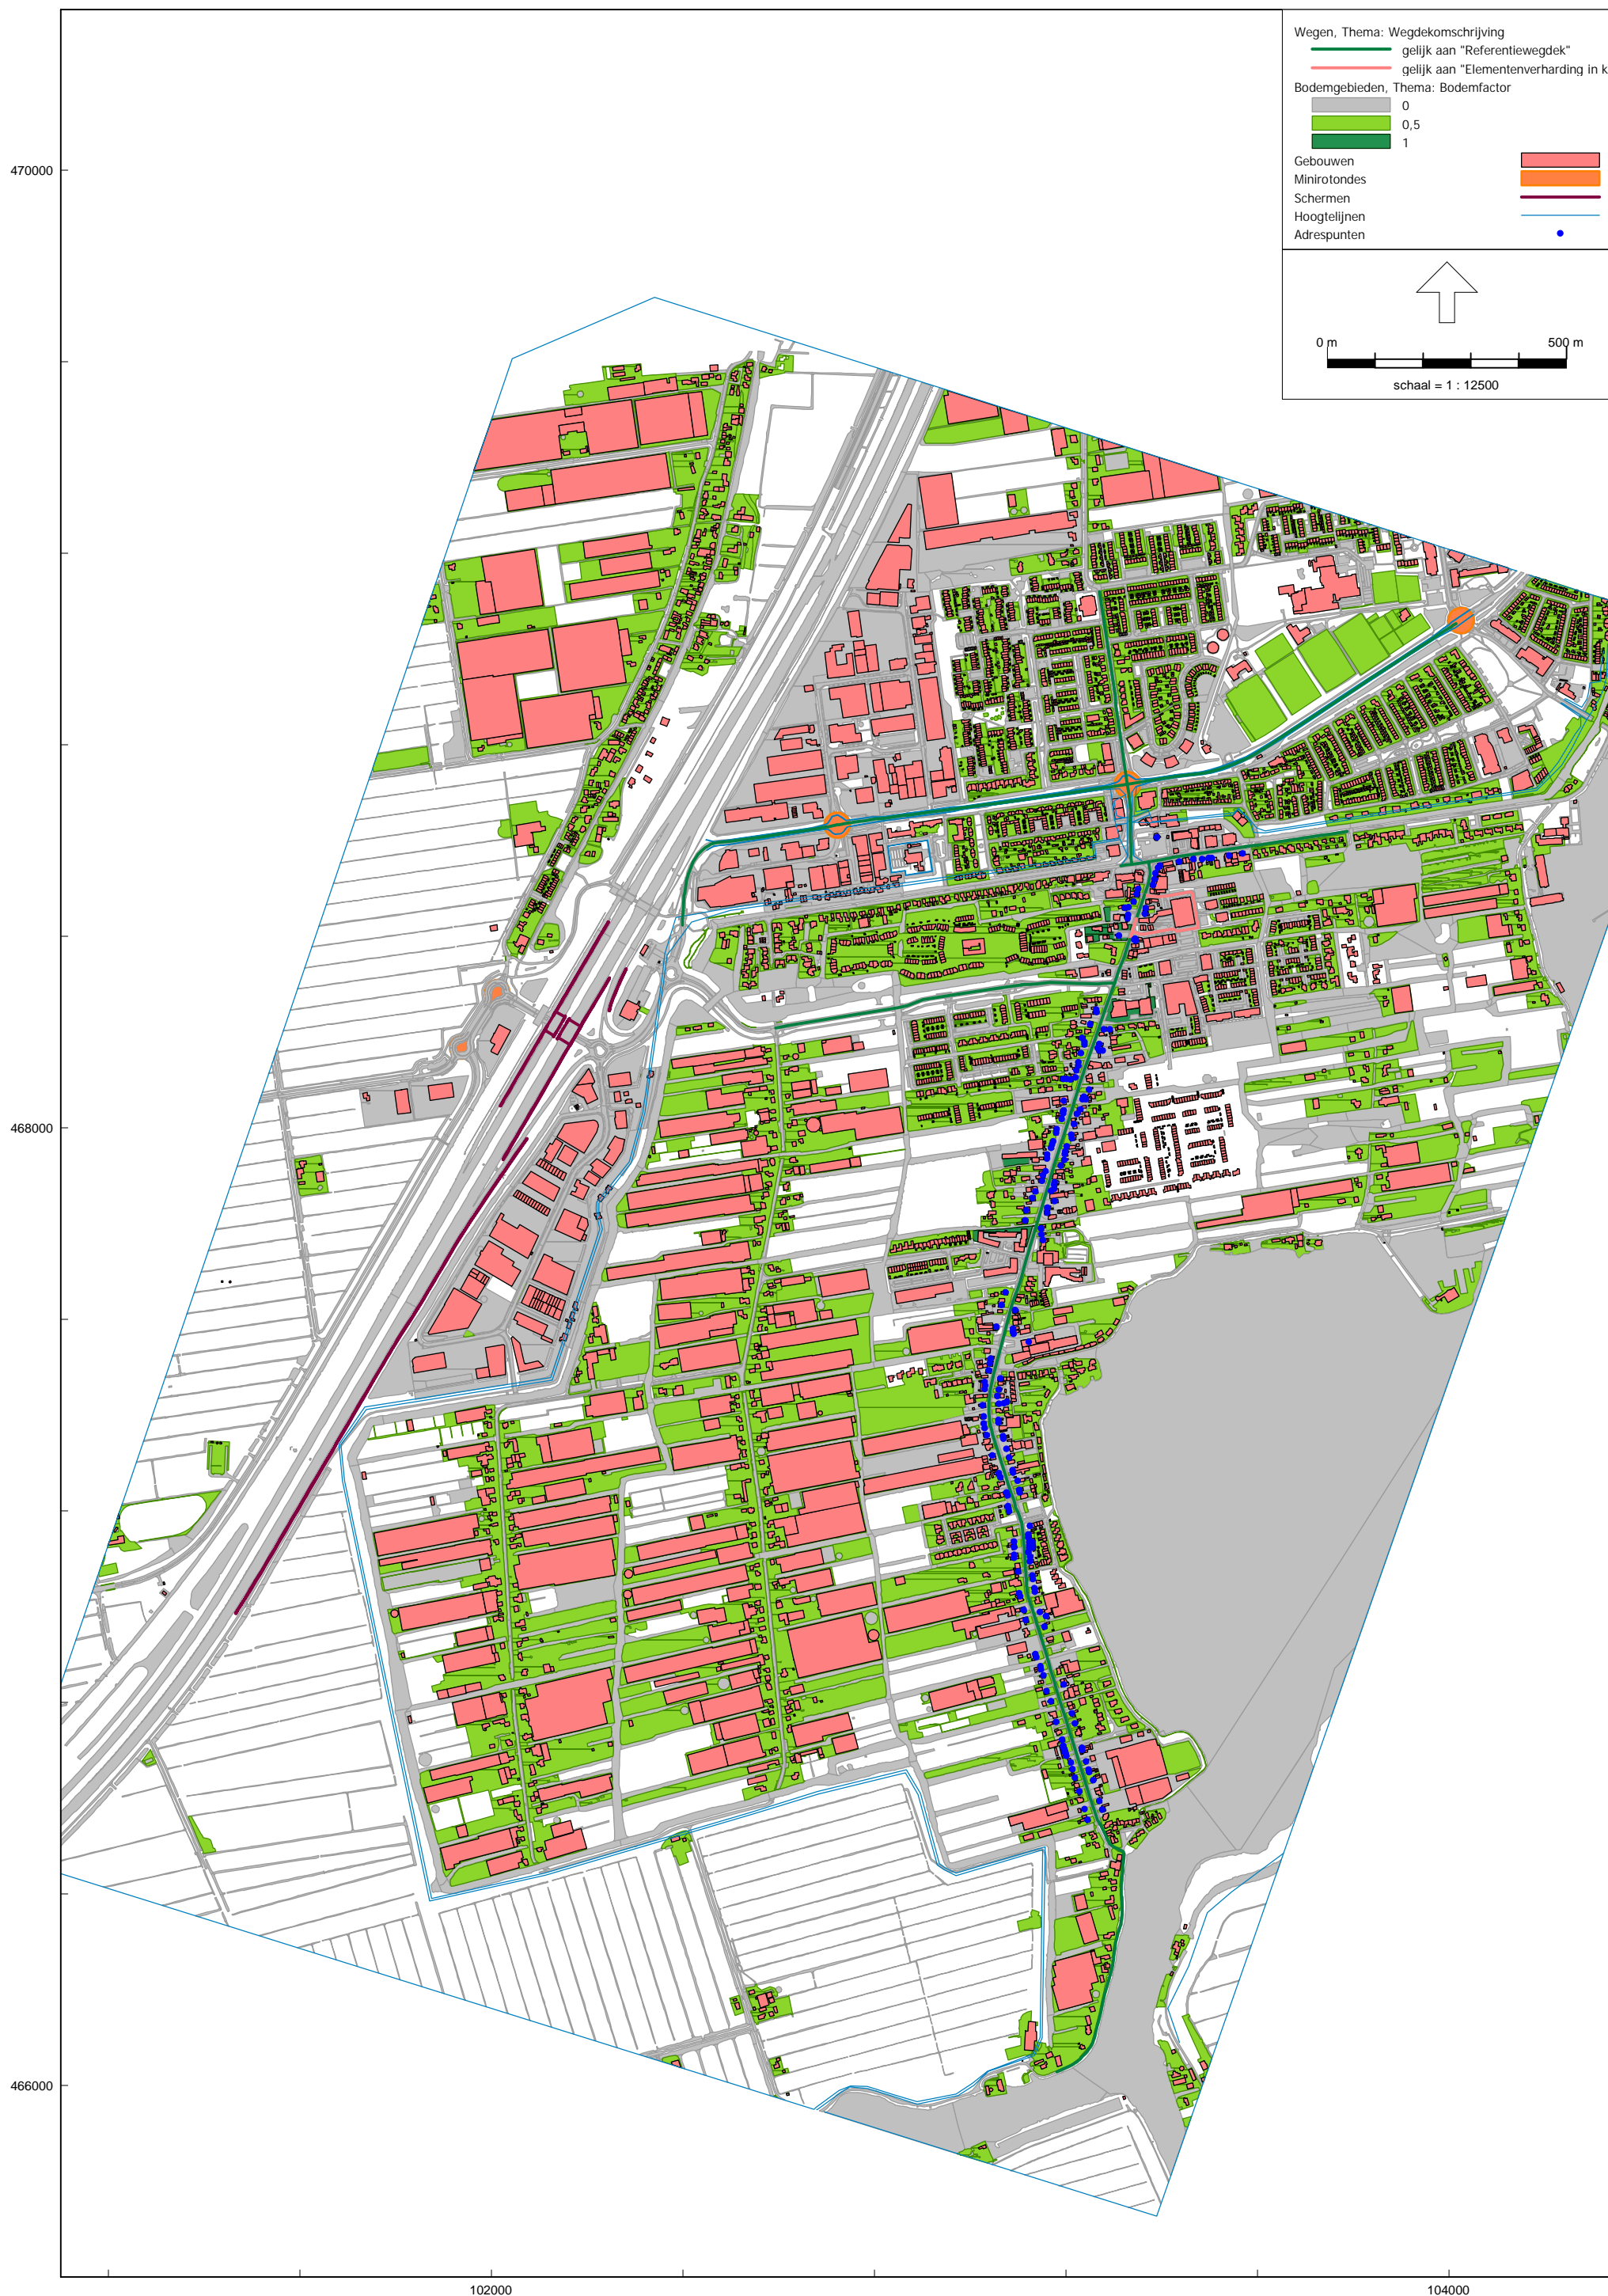 Wegen, Thema: Wegdekomschrijving
gelijk aan "Referentiewegdek"
gelijk aan "Elementenverharding in k
Bodemgebieden, Thema: Bodemfactor
0
0,5
1
Gebouwen
Minirotondes
Schermen
Hoogtelijnen
Adrespunten
0 m 500 m
schaal = 1 : 12500
470000
468000
466000
102000 104000